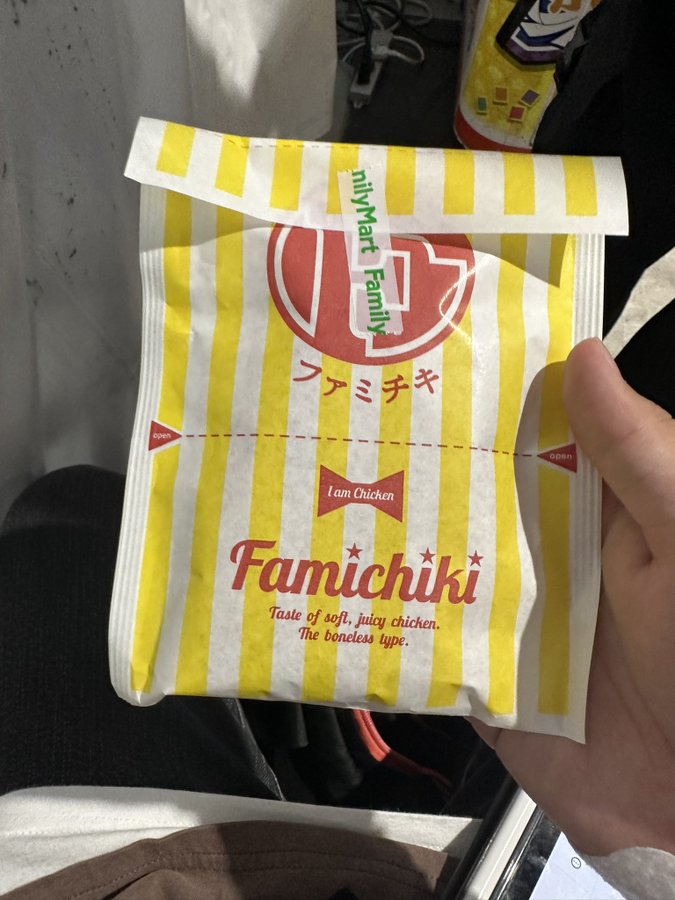 nilyMart Family
ファミチキ
open
open
I am Chicken
Famichiki
Taste of soft, juicy chicken.
The boneless type.